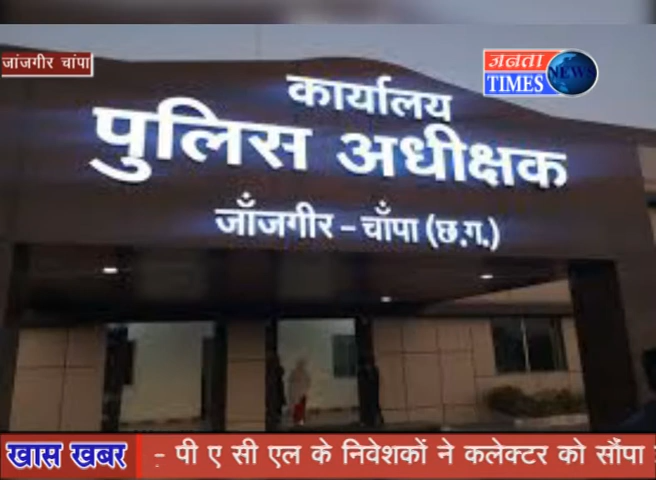 जांजगीर चांपा
जनता
TIMES NEWS
कार्यालय
पुलिस अधीक्षक
जाँजगीर - चाँपा (छ.ग.)
खास खबर - पी ए सी एल के निवेशकों ने कलेक्टर को सौंपा